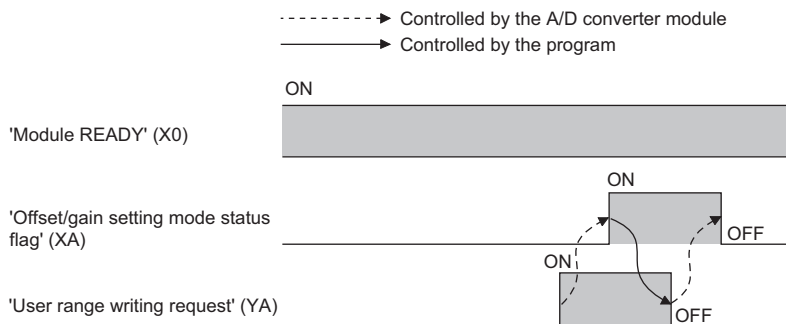 Controlled by the A/D converter module
Controlled by the program
ON
'Module READY' (X0)
ON
'Offset/gain setting mode status
flag' (XA)
OFF
ON
'User range writing request' (YA)
OFF